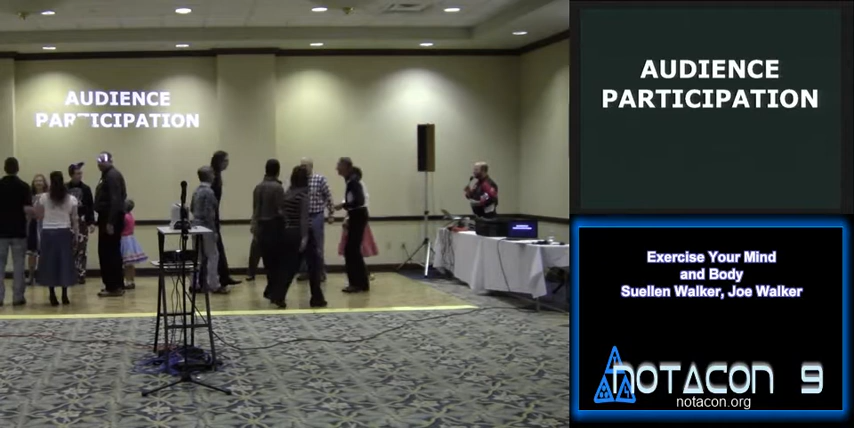 AUDIENCE
PARTICIPATION
AUDIENCE
PARTICIPATION
Exercise Your Mind
and Body
Suellen Walker, Joe Walker
NOTACON 9
notacon.org